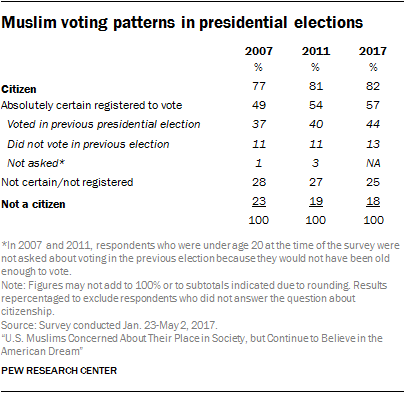 Muslim voting patterns in presidential elections
2007 2011 2017
% % %
Citizen 77 81 82
Absolutely certain registered to vote 49 54 57
Voted in previous presidential election 37 40 44
Did not vote in previous election 11 11 13
Not asked* 1 3 NA
Not certain/not registered 28 27 25
Not a citizen 23 19 18
100 100 100
*In 2007 and 2011, respondents who were under age 20 at the time of the survey were
not asked about voting in the previous election because they would not have been old
enough to vote.
Note: Figures may not add to 100% or to subtotals indicated due to rounding. Results
repercentaged to exclude respondents who did not answer the question about
citizenship.
Source: Survey conducted Jan. 23-May 2, 2017.
“U.S. Muslims Concerned About Their Place in Society, but Continue to Believe in the
American Dream”
PEW RESEARCH CENTER